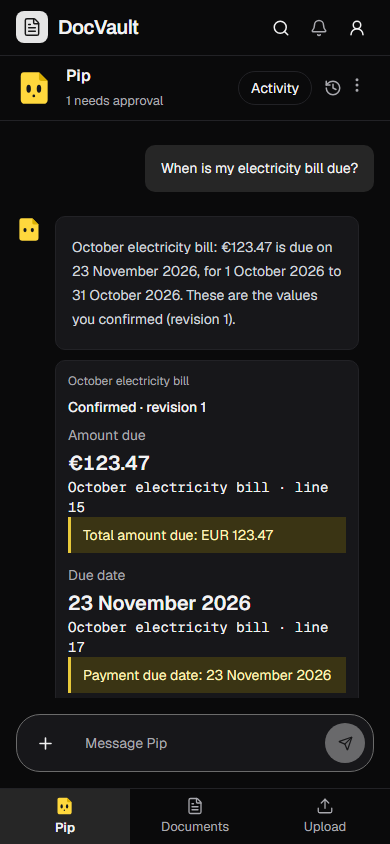 DocVault
Pip
1 needs approval
Activity
When is my electricity bill due?
October electricity bill: €123.47 is due on
23 November 2026, for 1 October 2026 to
31 October 2026. These are the values
you confirmed (revision 1).
October electricity bill
Confirmed · revision 1
Amount due
€123.47
October electricity bill · line
15
Total amount due: EUR 123.47
Due date
23 November 2026
October electricity bill · line
17
Payment due date: 23 November 2026
Message Pip
Pip
Documents
Upload